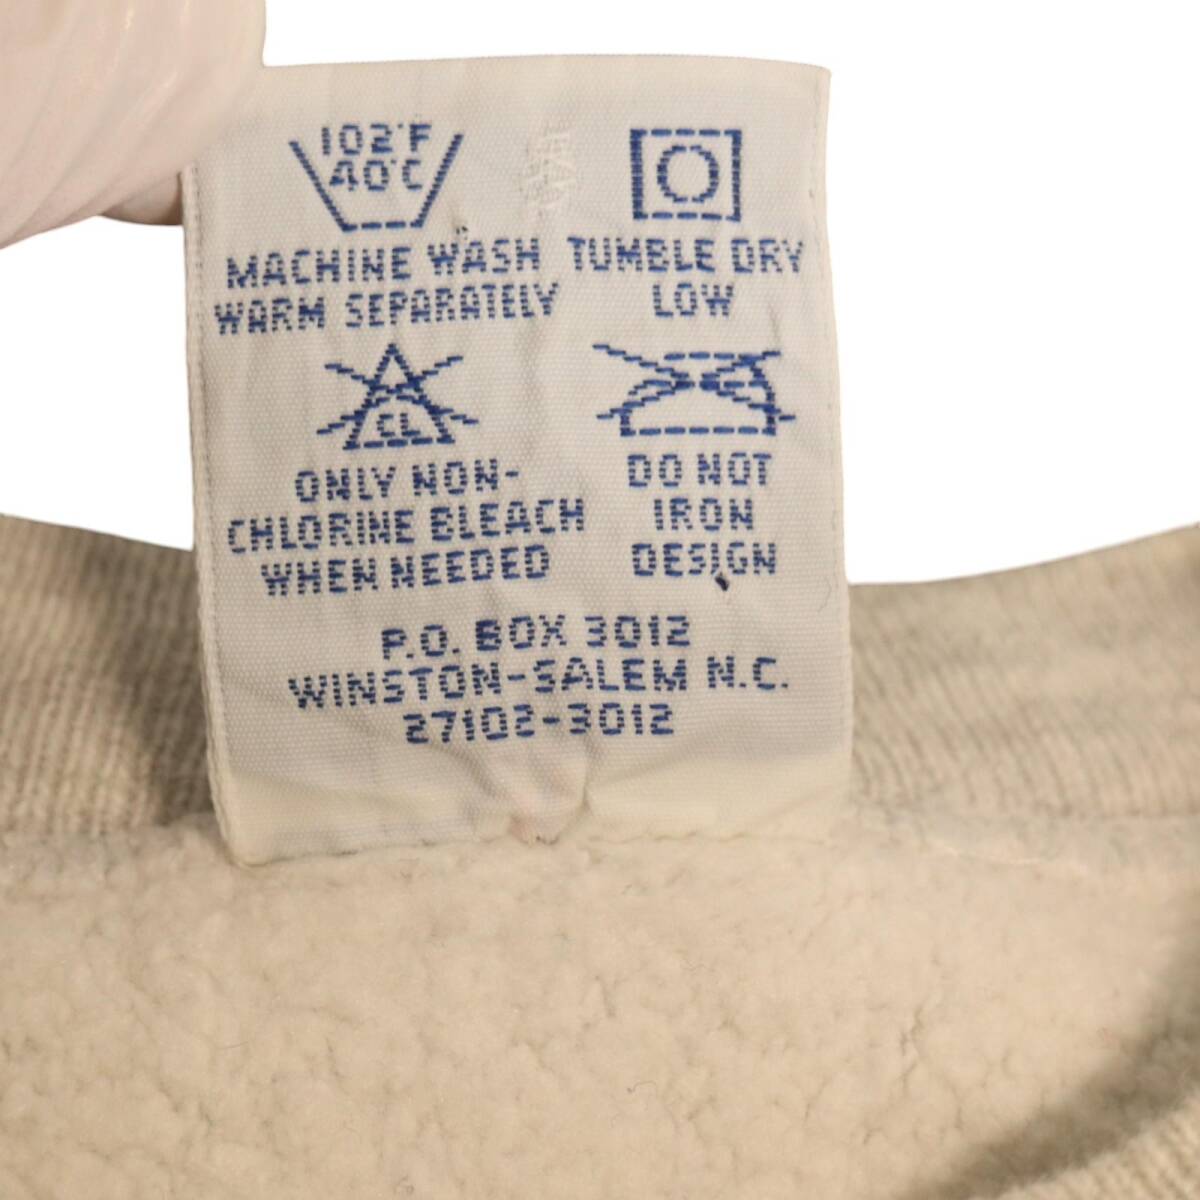 102°F
40°C
MACHINE WASH
WARM SEPARATELY
TUMBLE DRY
LOW
CL
ONLY NON-
CHLORINE BLEACH
WHEN NEEDED
DO NOT
IRON
DESIGN
P.O. BOX 3012
WINSTON-SALEM N.C.
27102-3012